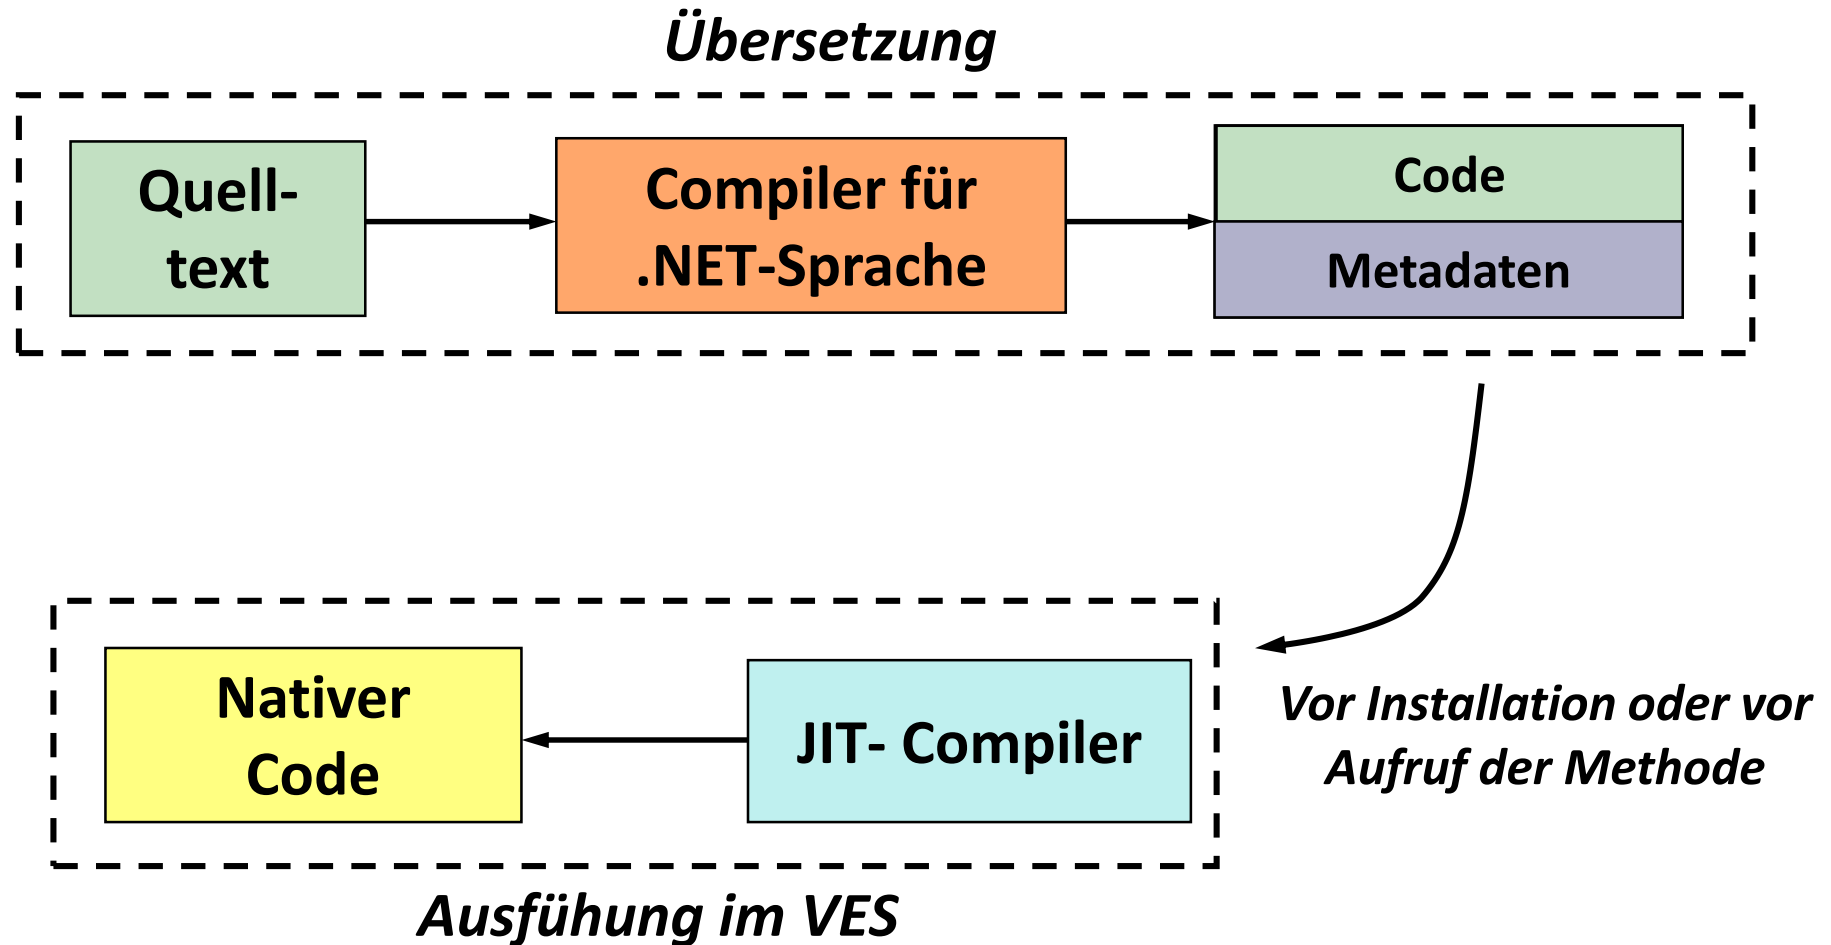 Übersetzung
Quell-
text
Compiler für
.NET-Sprache
Code
Metadaten
Nativer
Code
JIT- Compiler
Vor Installation oder vor
Aufruf der Methode
Ausfühung im VES